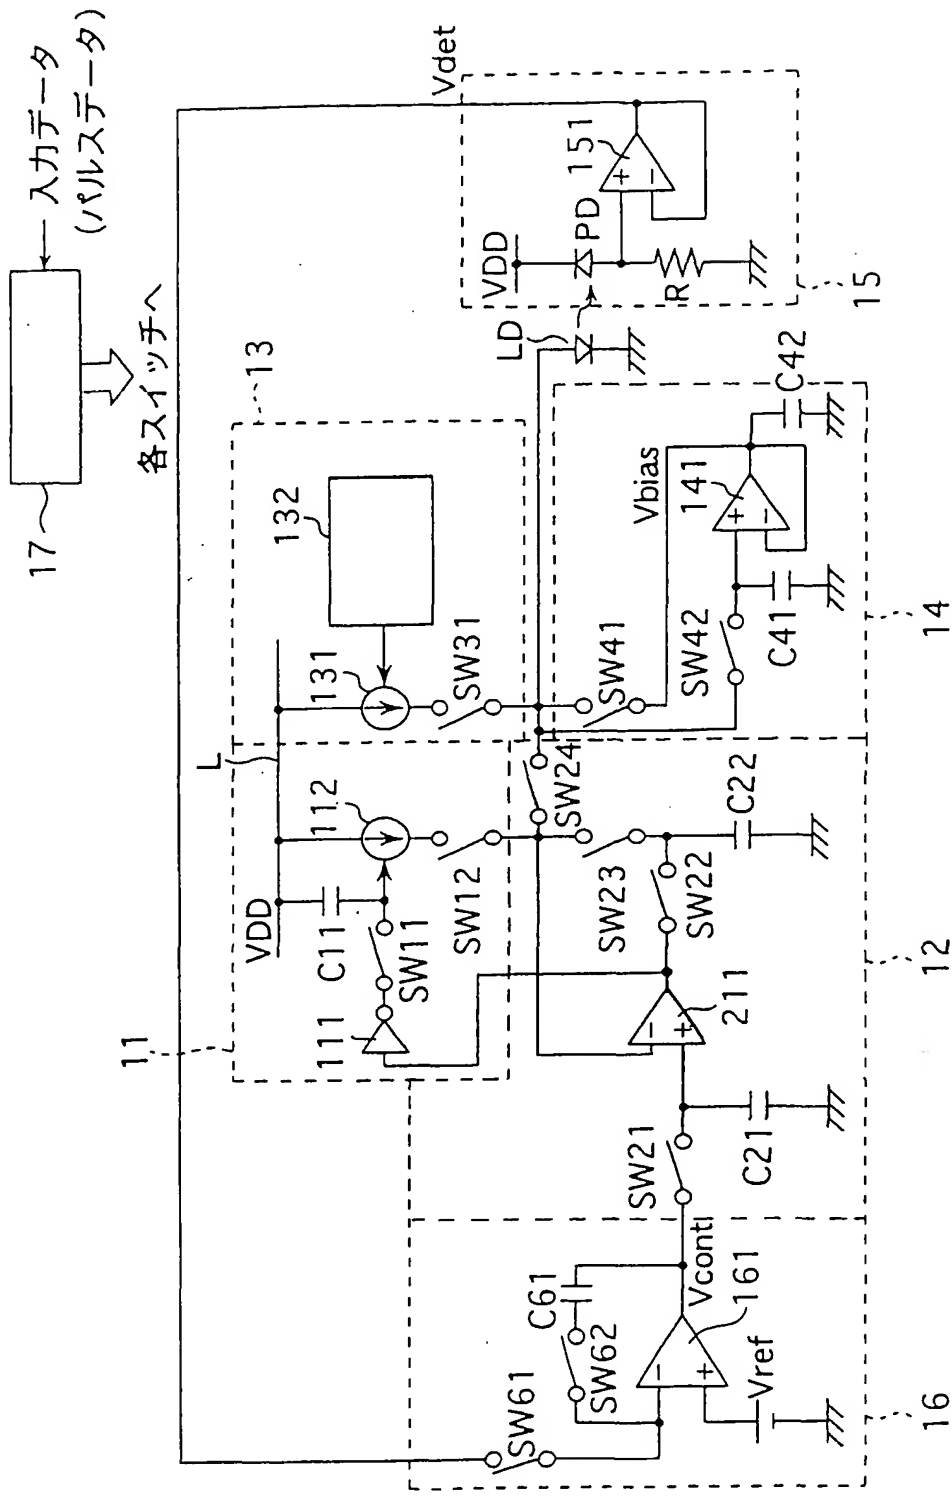 入力データ
(パルスデータ)
17
各スイッチへ
Vdet
13
132
131
SW31
L
112
VDD
C11
SW11
SW12
111
11
VDD
PD
151
+
−
R
15
LD
Vbias
141
+
−
C42
C41
SW42
SW41
14
SW24
SW23
SW22
C22
12
211
−
+
SW21
C21
Vcontl
C61
SW62
SW61
161
−
+
Vref
16